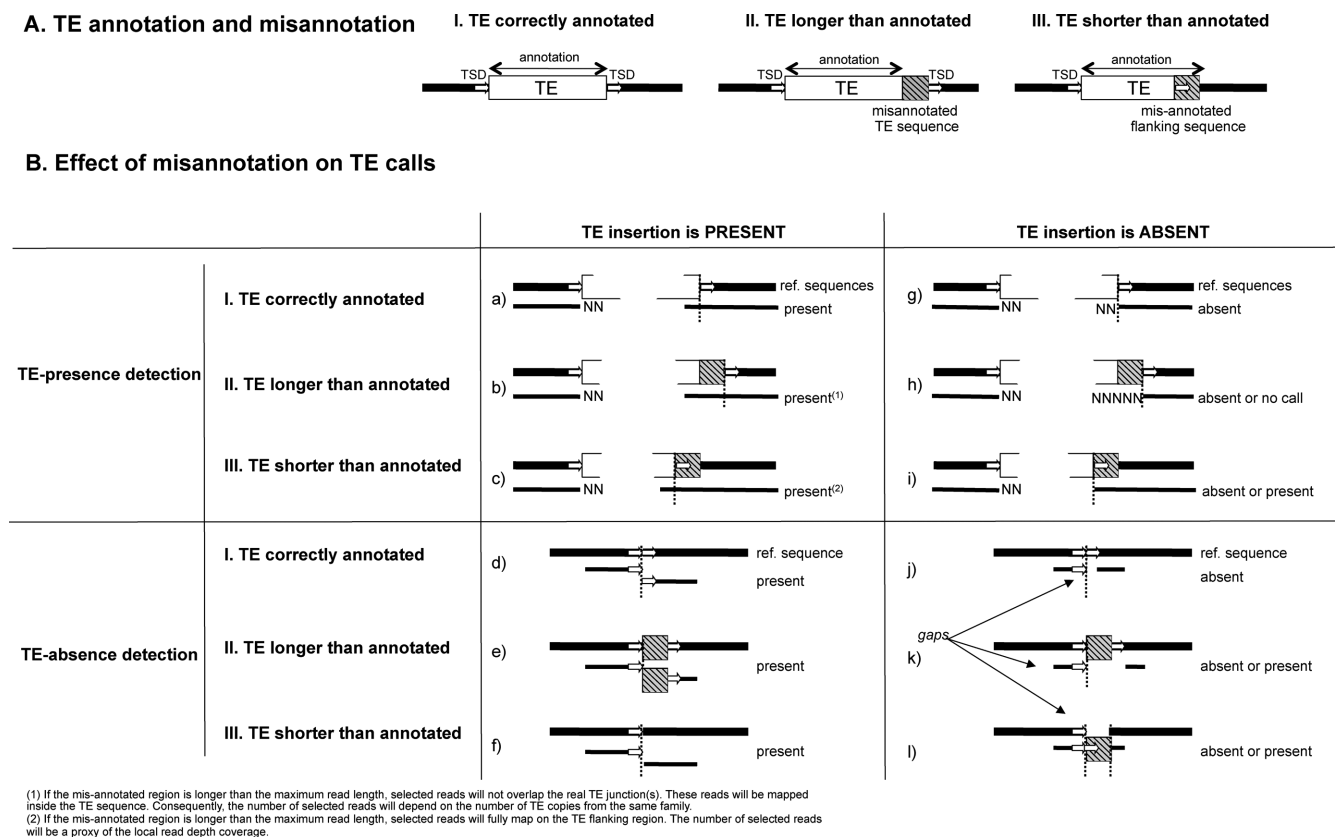 A. TE annotation and misannotation
I. TE correctly annotated
II. TE longer than annotated
III. TE shorter than annotated
annotation
TSD
TSD
TE
annotation
TSD
TSD
TE
misannotated
TE sequence
annotation
TSD
TE
mis-annotated
flanking sequence
B. Effect of misannotation on TE calls
TE insertion is PRESENT
TE insertion is ABSENT
TE-presence detection
I. TE correctly annotated
a)
NN
ref. sequences
present
g)
NN
NN
ref. sequences
absent
II. TE longer than annotated
b)
NN
present(1)
h)
NN
NNNNN
absent or no call
III. TE shorter than annotated
c)
NN
present(2)
i)
NN
absent or present
TE-absence detection
I. TE correctly annotated
d)
ref. sequence
present
j)
ref. sequence
absent
II. TE longer than annotated
e)
present
gaps
k)
absent or present
III. TE shorter than annotated
f)
present
l)
absent or present
(1) If the mis-annotated region is longer than the maximum read length, selected reads will not overlap the real TE junction(s). These reads will be mapped
inside the TE sequence. Consequently, the number of selected reads will depend on the number of TE copies from the same family.
(2) If the mis-annotated region is longer than the maximum read length, selected reads will fully map on the TE flanking region. The number of selected reads
will be a proxy of the local read depth coverage.